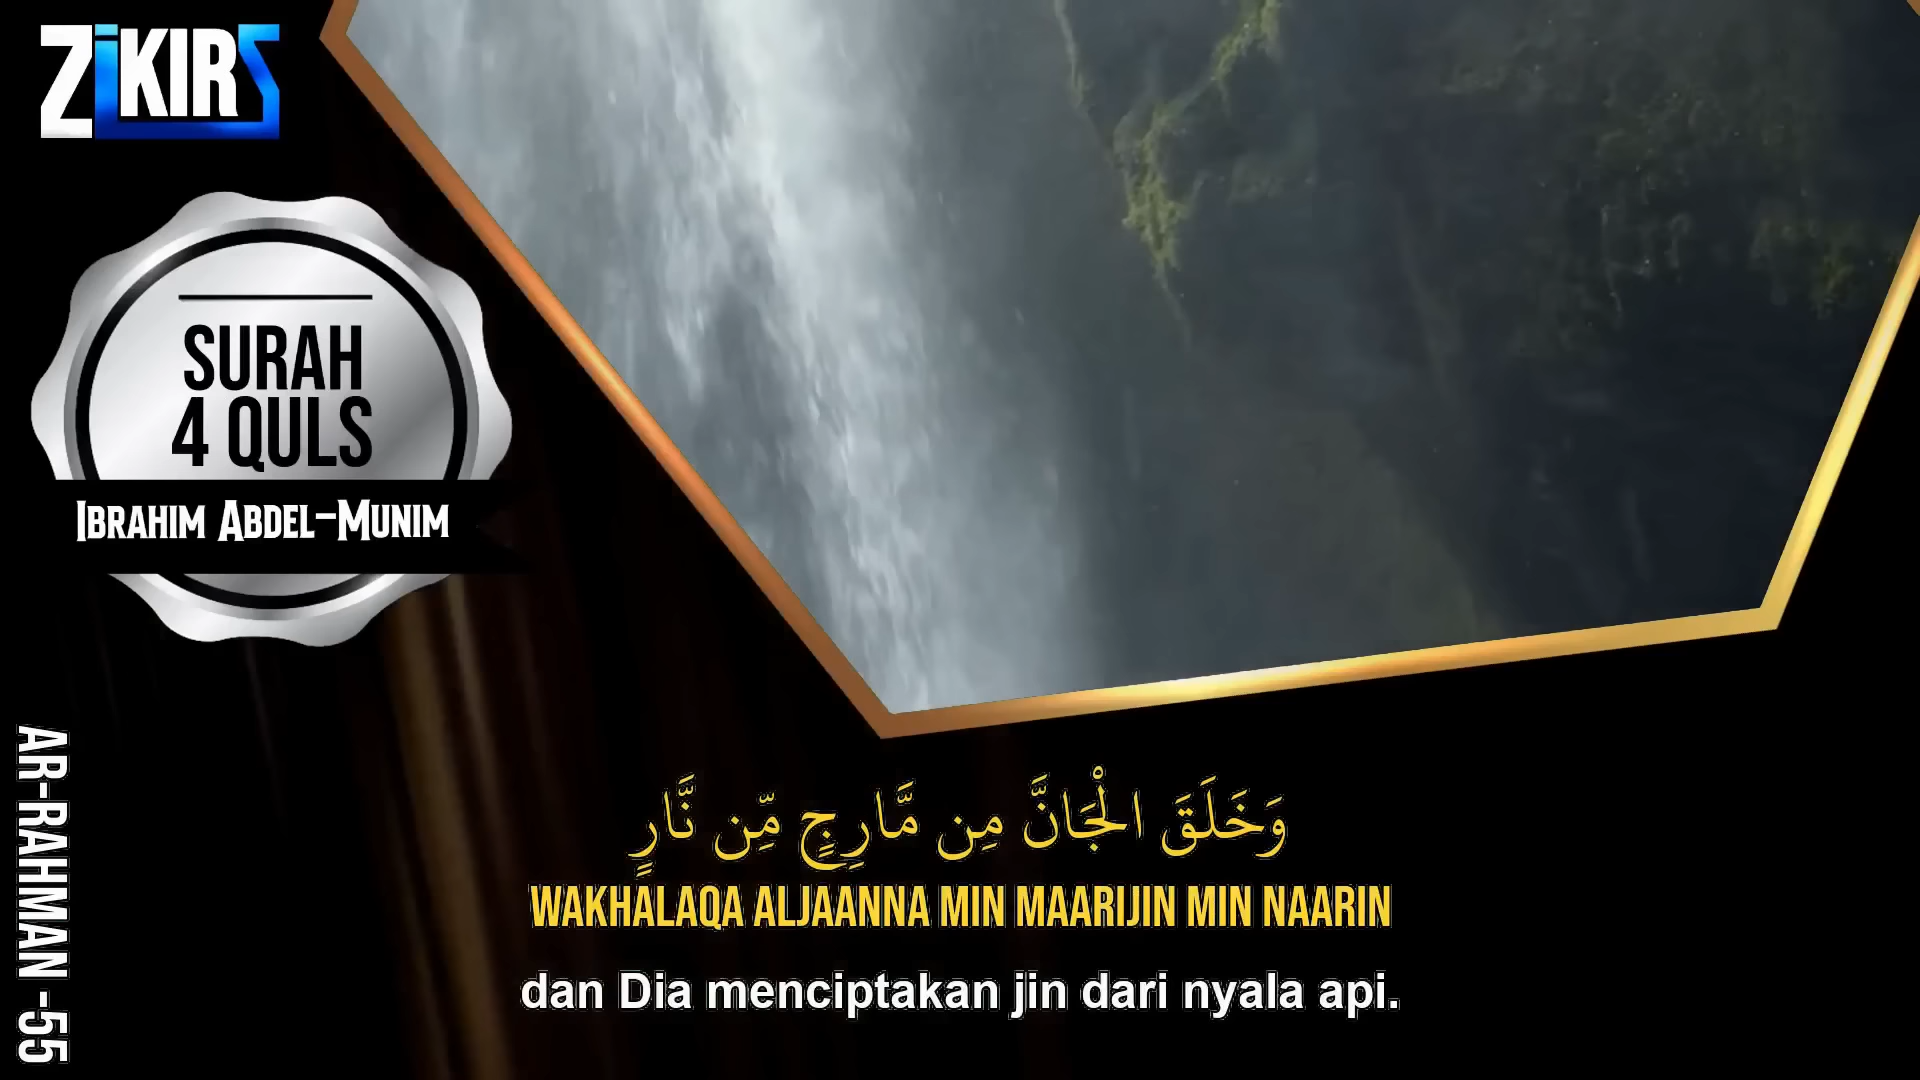 ZiKIRS
SURAH
4 QULS
IBRAHIM ABDEL-MUNIM
AR-RAHMAN -55
وَخَلَقَ الْجَانَّ مِن مَّارِجٍ مِّن نَّارٍ
WAKHALAQA ALJAANNA MIN MAARIJIN MIN NAARIN
dan Dia menciptakan jin dari nyala api.